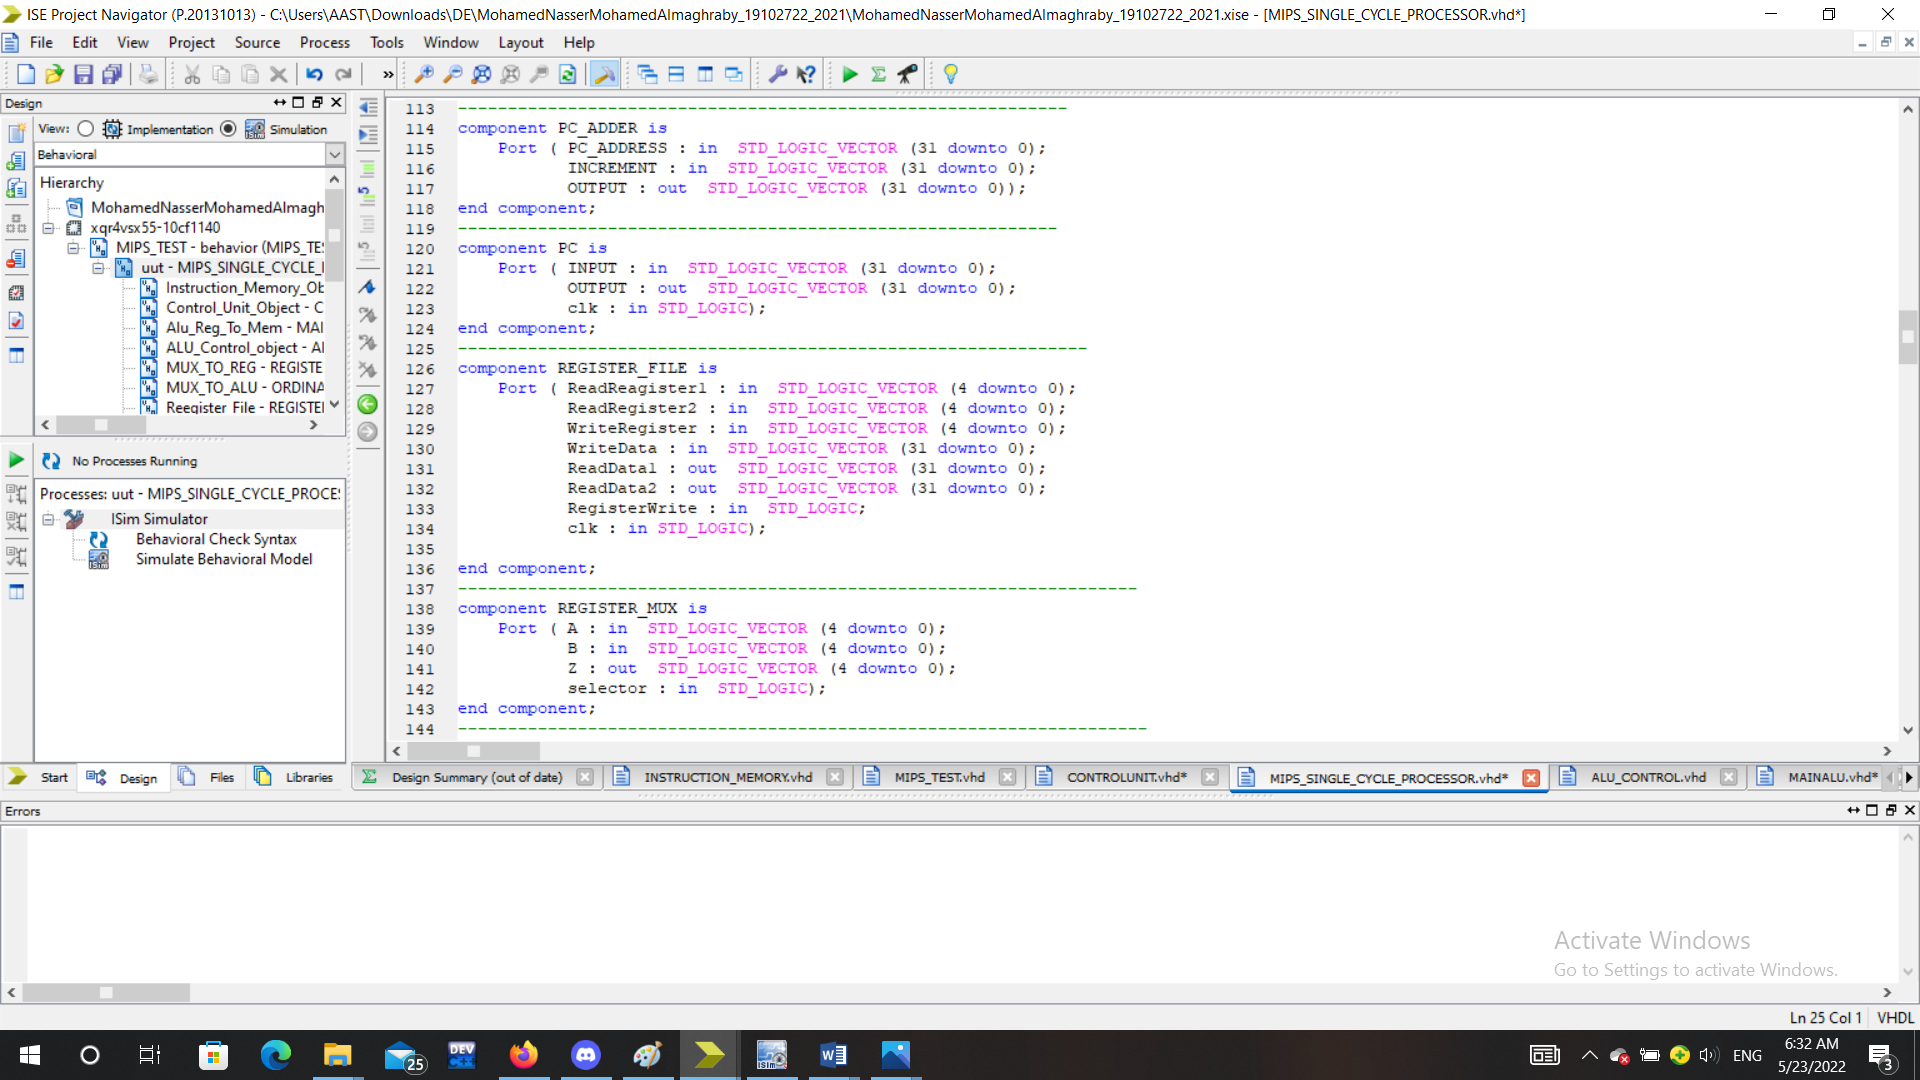 ISE Project Navigator (P.20131013) - C:\Users\AAST\Downloads\DE\MohamedNasserMohamedAlmaghraby_19102722_2021\MohamedNasserMohamedAlmaghraby_19102722_2021.xise - [MIPS_SINGLE_CYCLE_PROCESSOR.vhd*]
File Edit View Project Source Process Tools Window Layout Help
»
Design
View: Implementation Simulation
Behavioral
Hierarchy
MohamedNasserMohamedAlmagh
xqr4vsx55-10cf1140
MIPS_TEST - behavior (MIPS_TE
uut - MIPS_SINGLE_CYCLE_
Instruction_Memory_Ob
Control_Unit_Object - C
Alu_Reg_To_Mem - MAI
ALU_Control_object - Al
MUX_TO_REG - REGISTE
MUX_TO_ALU - ORDINA
Register File - REGISTE
No Processes Running
Processes: uut - MIPS_SINGLE_CYCLE_PROCE
ISim Simulator
Behavioral Check Syntax
Simulate Behavioral Model
Start Design Files Libraries
113 -------------------------------------------------------------
114 component PC_ADDER is
115 Port ( PC_ADDRESS : in STD_LOGIC_VECTOR (31 downto 0);
116 INCREMENT : in STD_LOGIC_VECTOR (31 downto 0);
117 OUTPUT : out STD_LOGIC_VECTOR (31 downto 0));
118 end component;
119 ------------------------------------------------------------
120 component PC is
121 Port ( INPUT : in STD_LOGIC_VECTOR (31 downto 0);
122 OUTPUT : out STD_LOGIC_VECTOR (31 downto 0);
123 clk : in STD_LOGIC);
124 end component;
125 ---------------------------------------------------------------
126 component REGISTER_FILE is
127 Port ( ReadReagister1 : in STD_LOGIC_VECTOR (4 downto 0);
128 ReadRegister2 : in STD_LOGIC_VECTOR (4 downto 0);
129 WriteRegister : in STD_LOGIC_VECTOR (4 downto 0);
130 WriteData : in STD_LOGIC_VECTOR (31 downto 0);
131 ReadData1 : out STD_LOGIC_VECTOR (31 downto 0);
132 ReadData2 : out STD_LOGIC_VECTOR (31 downto 0);
133 RegisterWrite : in STD_LOGIC;
134 clk : in STD_LOGIC);
135
136 end component;
137 --------------------------------------------------------------------
138 component REGISTER_MUX is
139 Port ( A : in STD_LOGIC_VECTOR (4 downto 0);
140 B : in STD_LOGIC_VECTOR (4 downto 0);
141 Z : out STD_LOGIC_VECTOR (4 downto 0);
142 selector : in STD_LOGIC);
143 end component;
144 ---------------------------------------------------------------------
Design Summary (out of date) INSTRUCTION_MEMORY.vhd MIPS_TEST.vhd CONTROLUNIT.vhd* MIPS_SINGLE_CYCLE_PROCESSOR.vhd* ALU_CONTROL.vhd MAINALU.vhd*
Errors
Activate Windows
Go to Settings to activate Windows.
Ln 25 Col 1 VHDL
25
DEV
C++
ISim
W
ENG
6:32 AM
5/23/2022
3